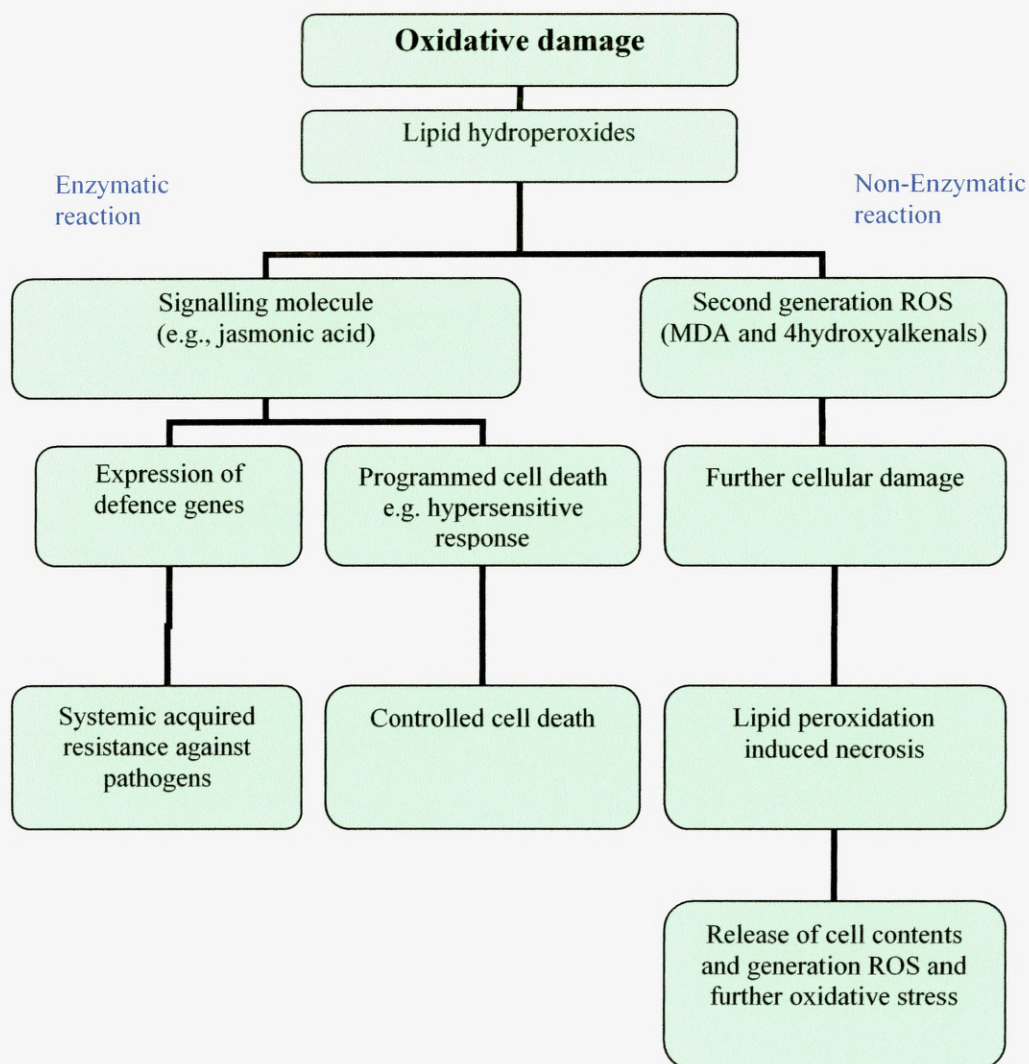 Oxidative damage
Lipid hydroperoxides
Enzymatic
reaction
Non-Enzymatic
reaction
Signalling molecule
(e.g., jasmonic acid)
Second generation ROS
(MDA and 4hydroxyalkenals)
Expression of
defence genes
Programmed cell death
e.g. hypersensitive
response
Further cellular damage
Systemic acquired
resistance against
pathogens
Controlled cell death
Lipid peroxidation
induced necrosis
Release of cell contents
and generation ROS and
further oxidative stress